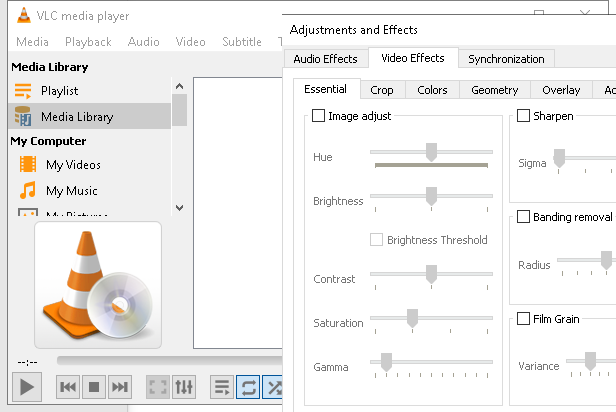 VLC media player
Media Playback Audio Video Subtitle
Media Library
Playlist
Media Library
My Computer
My Videos
My Music
My Pictures
--:--
Adjustments and Effects
Audio Effects Video Effects Synchronization
Essential Crop Colors Geometry Overlay
Image adjust
Hue
Brightness
Brightness Threshold
Contrast
Saturation
Gamma
Sharpen
Sigma
Banding removal
Radius
Film Grain
Variance